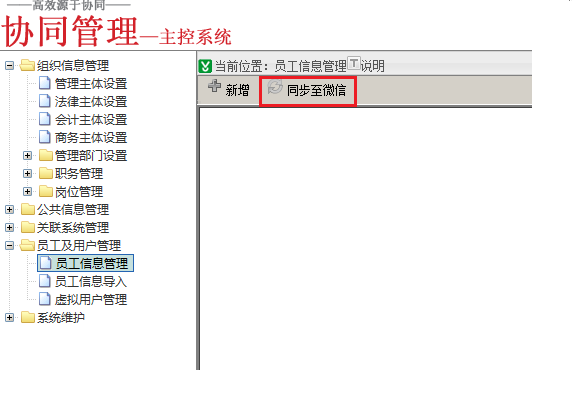 ——高效源于协同——
协同管理—主控系统
组织信息管理
管理主体设置
法律主体设置
会计主体设置
商务主体设置
管理部门设置
职务管理
岗位管理
公共信息管理
关联系统管理
员工及用户管理
员工信息管理
员工信息导入
虚拟用户管理
系统维护
当前位置：员工信息管理 说明
新增 同步至微信